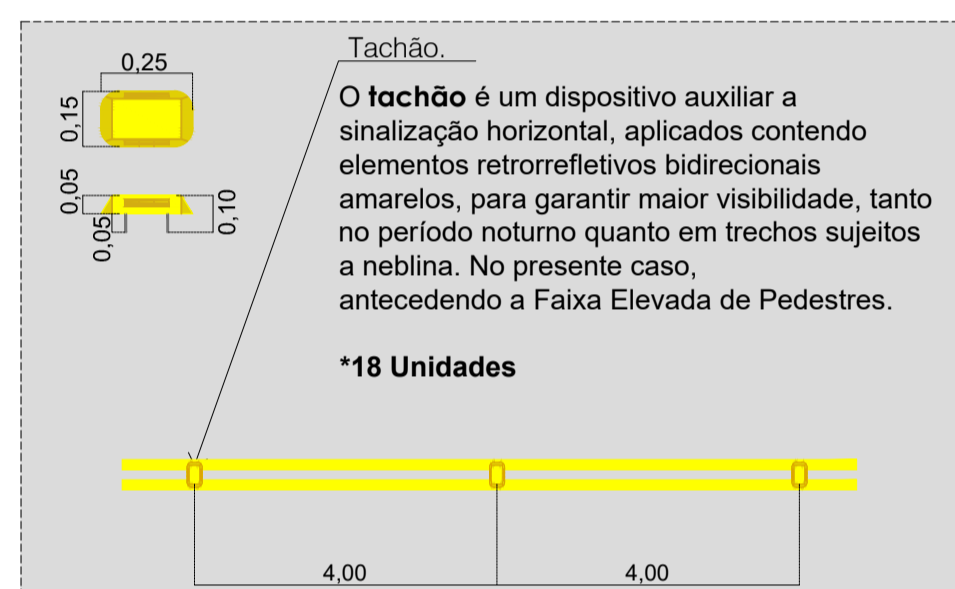 Tachão.
0,25
0,15
0,05
0,05
0,10
O tachão é um dispositivo auxiliar a
sinalização horizontal, aplicados contendo
elementos retrorrefletivos bidirecionais
amarelos, para garantir maior visibilidade, tanto
no período noturno quanto em trechos sujeitos
a neblina. No presente caso,
antecedendo a Faixa Elevada de Pedestres.
*18 Unidades
4,00
4,00